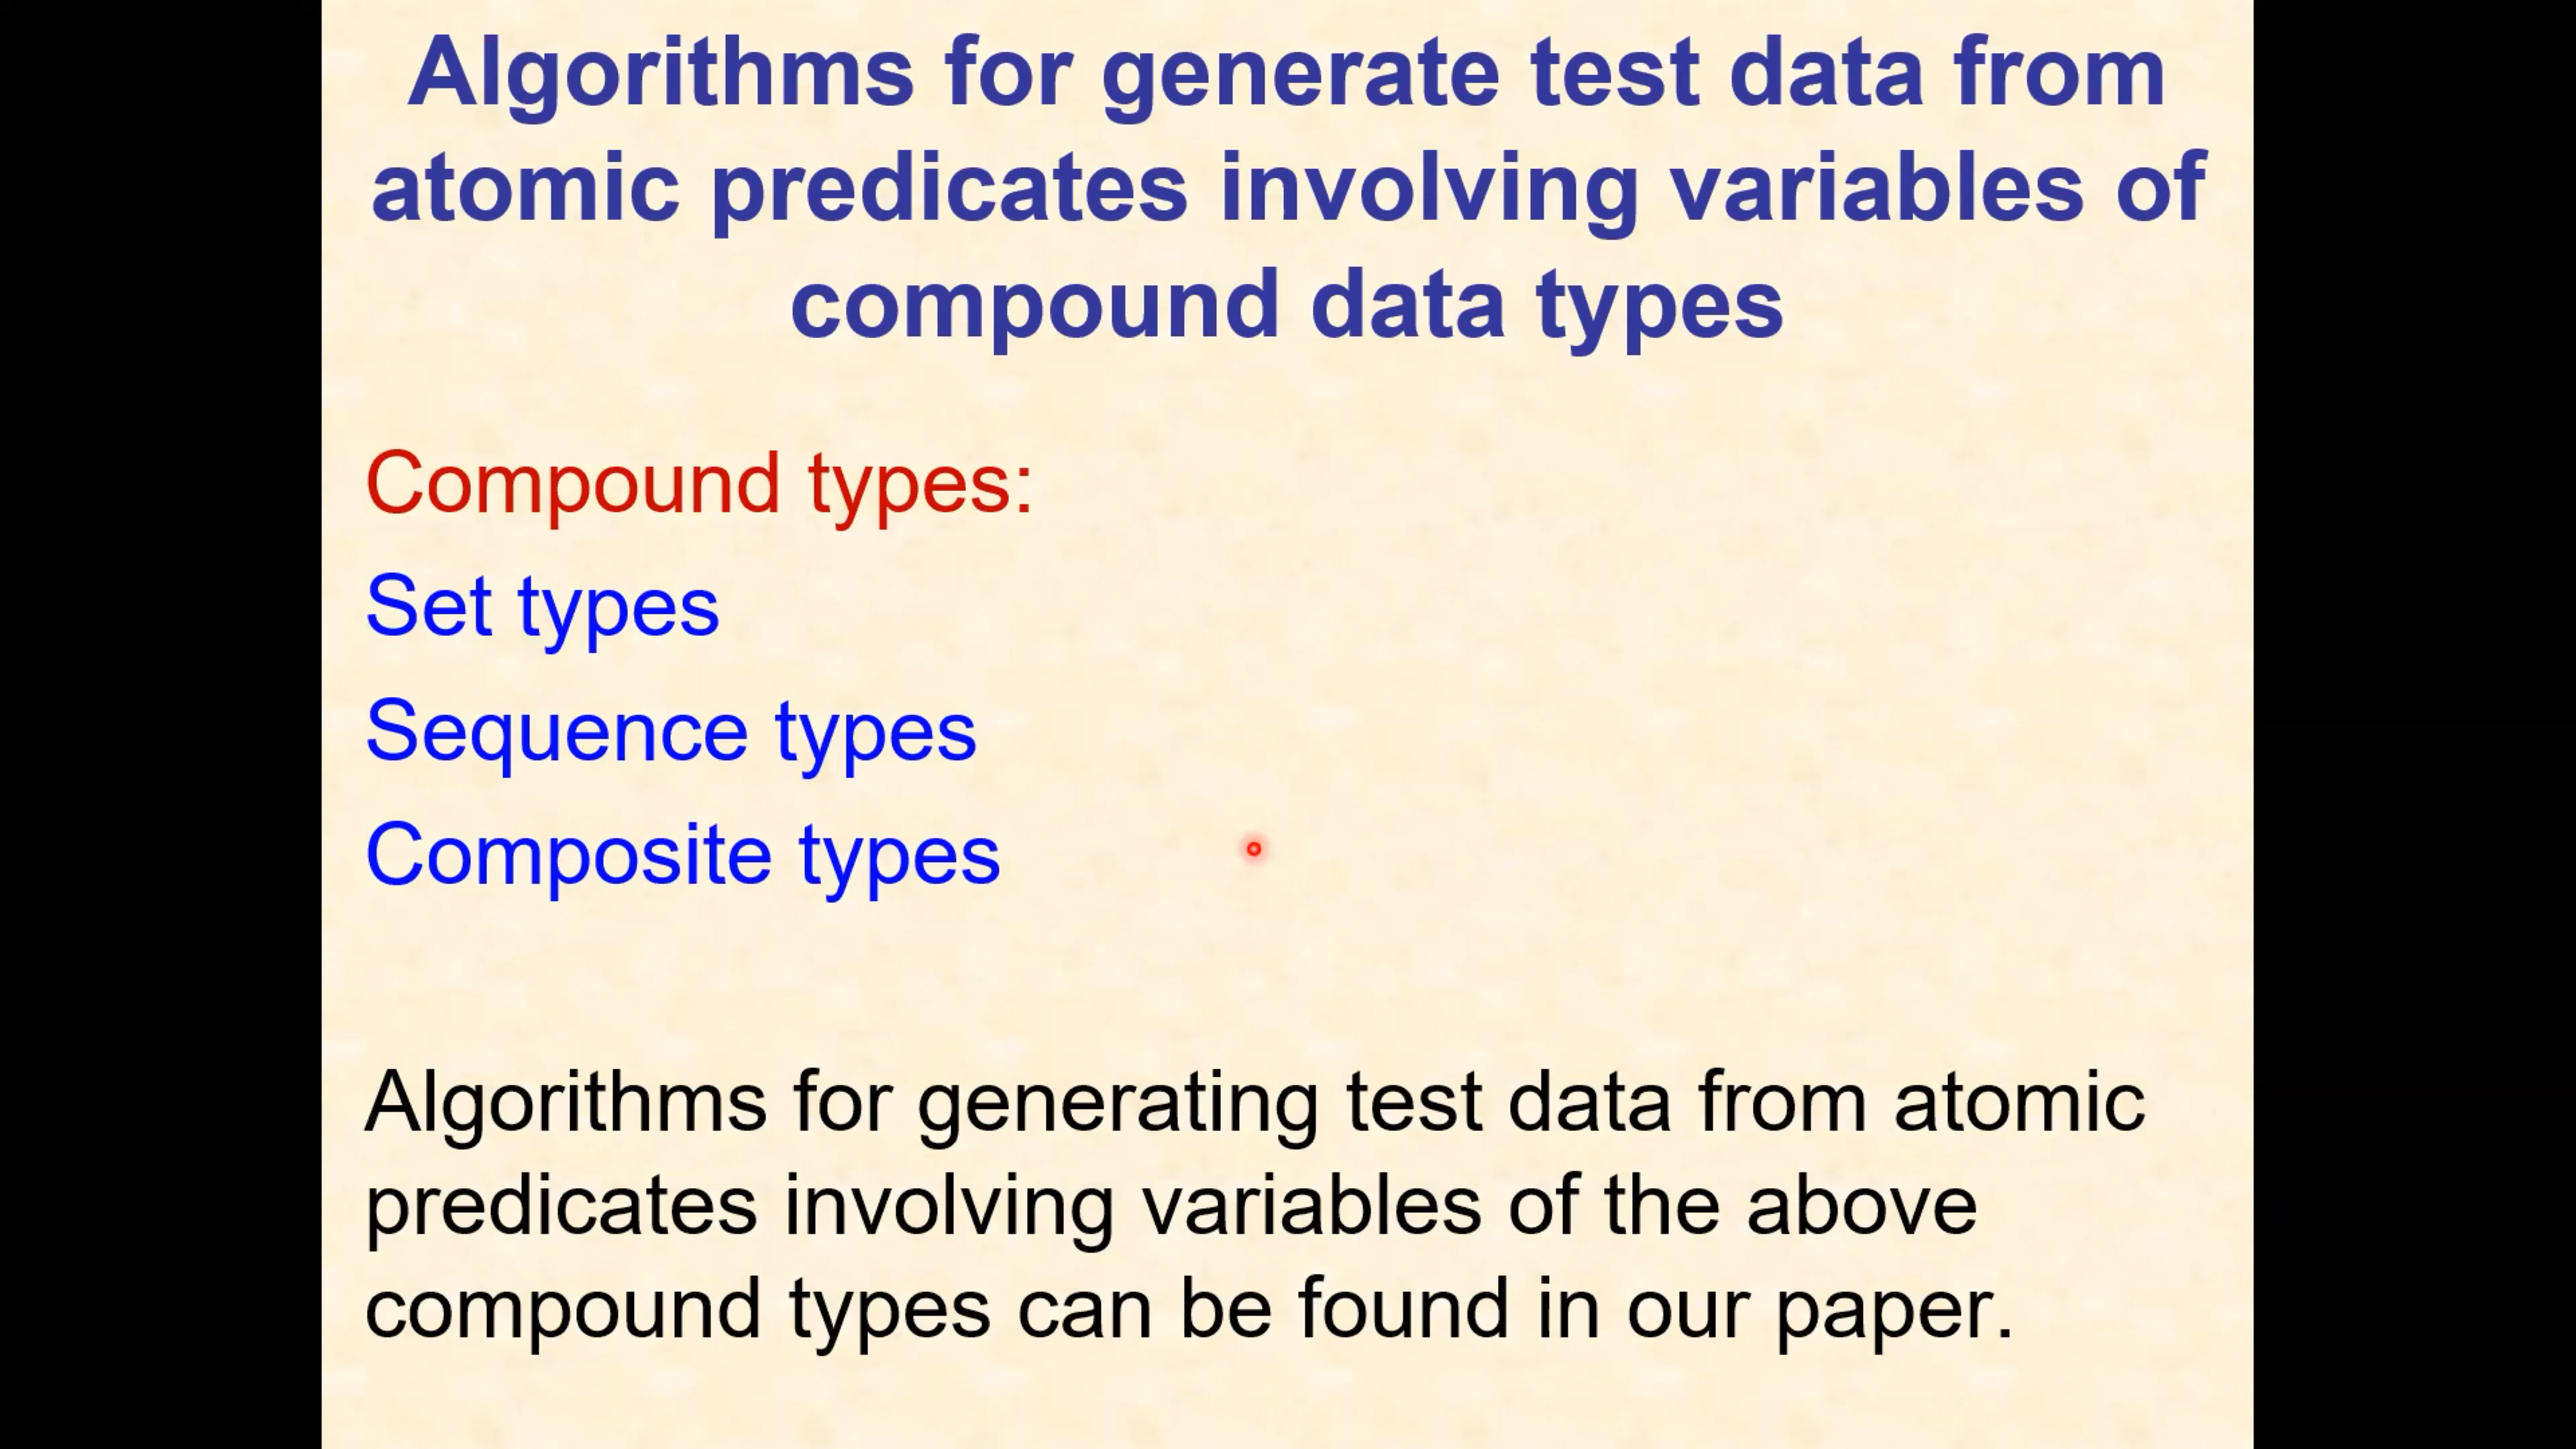 Algorithms for generate test data from
atomic predicates involving variables of
compound data types
Compound types:
Set types
Sequence types
Composite types
Algorithms for generating test data from atomic
predicates involving variables of the above
compound types can be found in our paper.